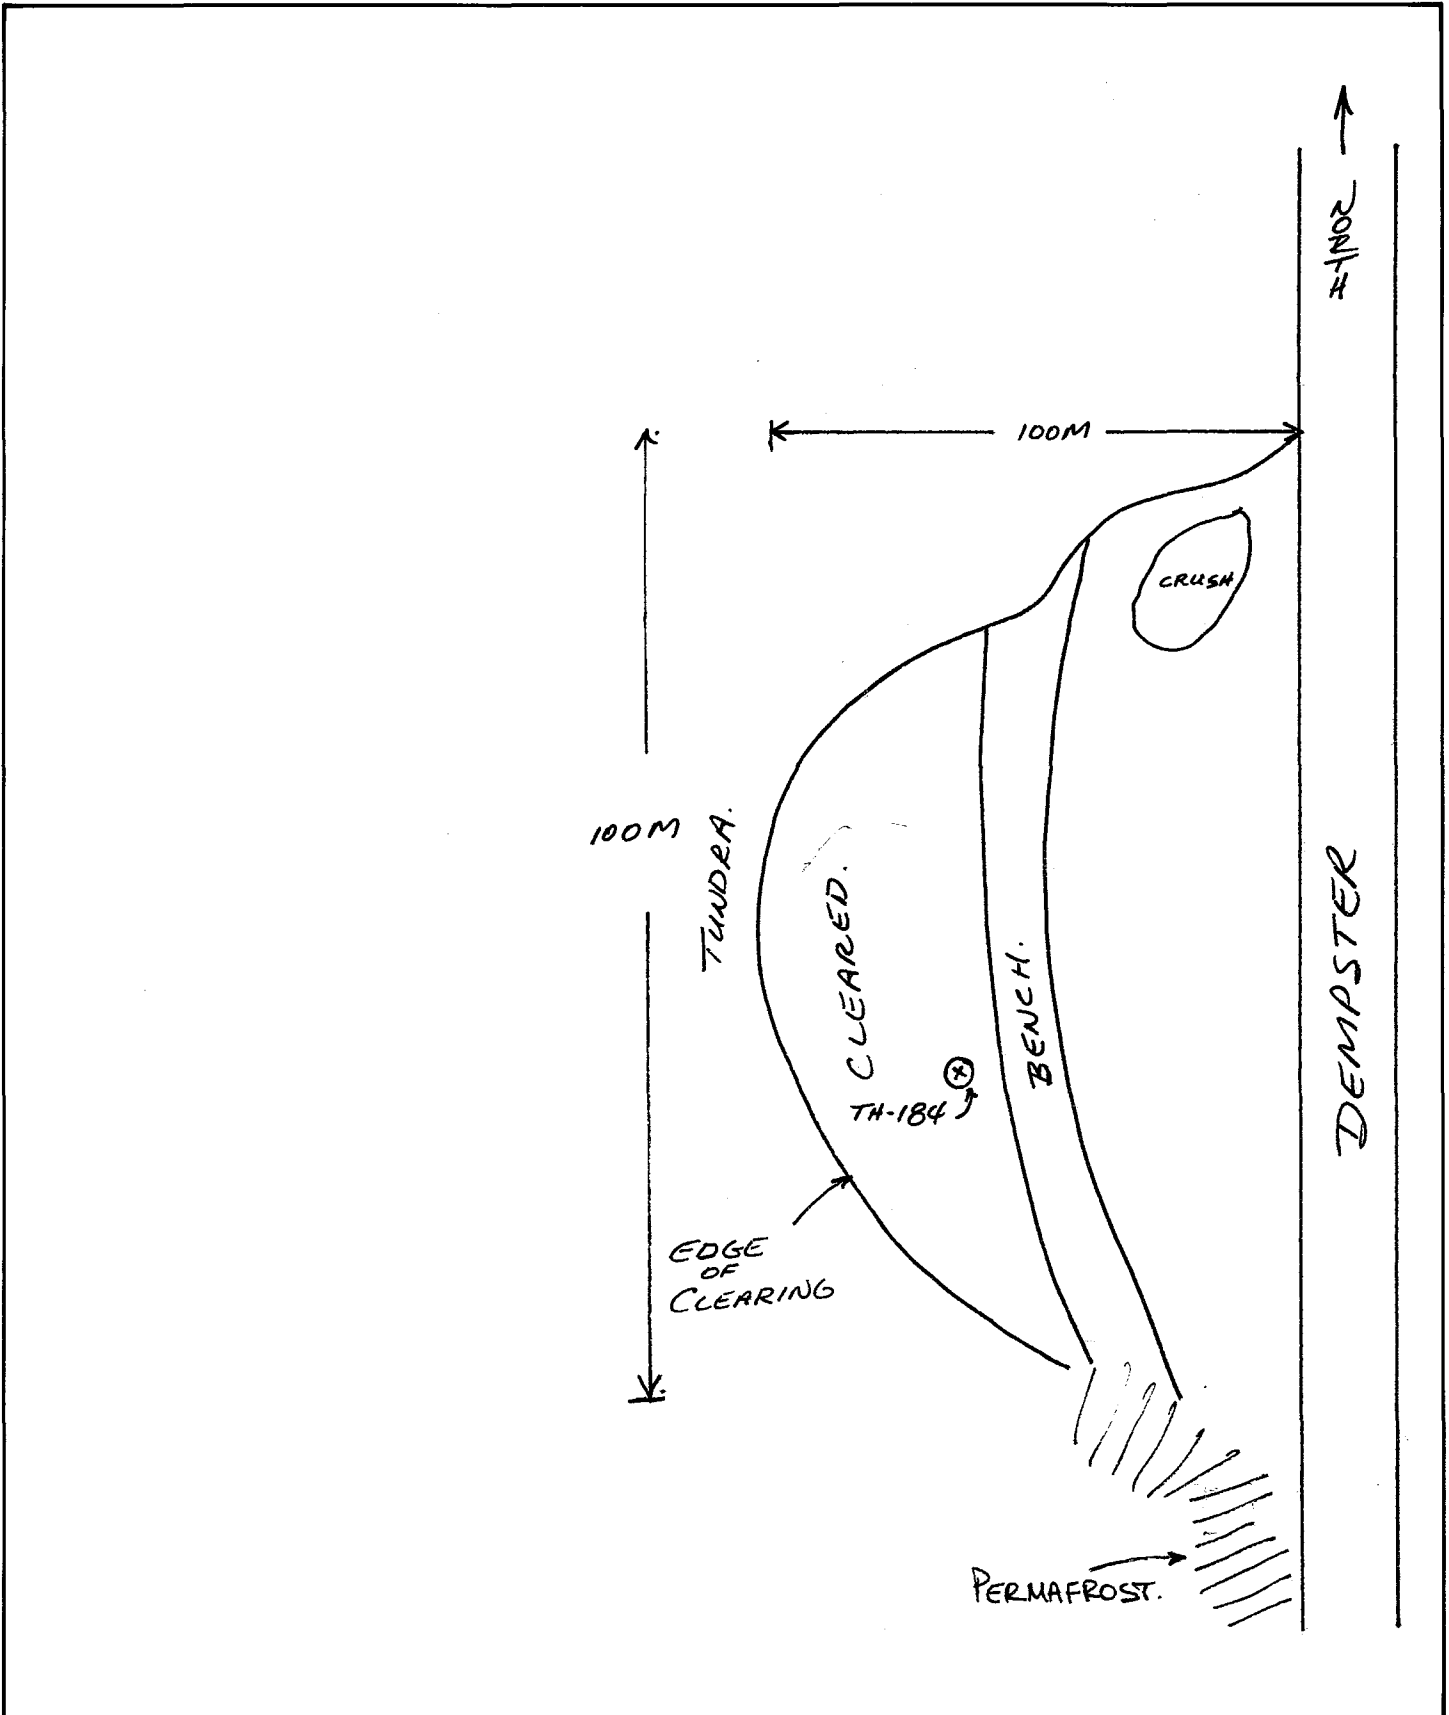 NORTH
100M
CRUSH
100M
TUNDRA.
CLEARED.
BENCH.
DEMPSTER
TH-184
EDGE
OF
CLEARING
PERMAFROST.